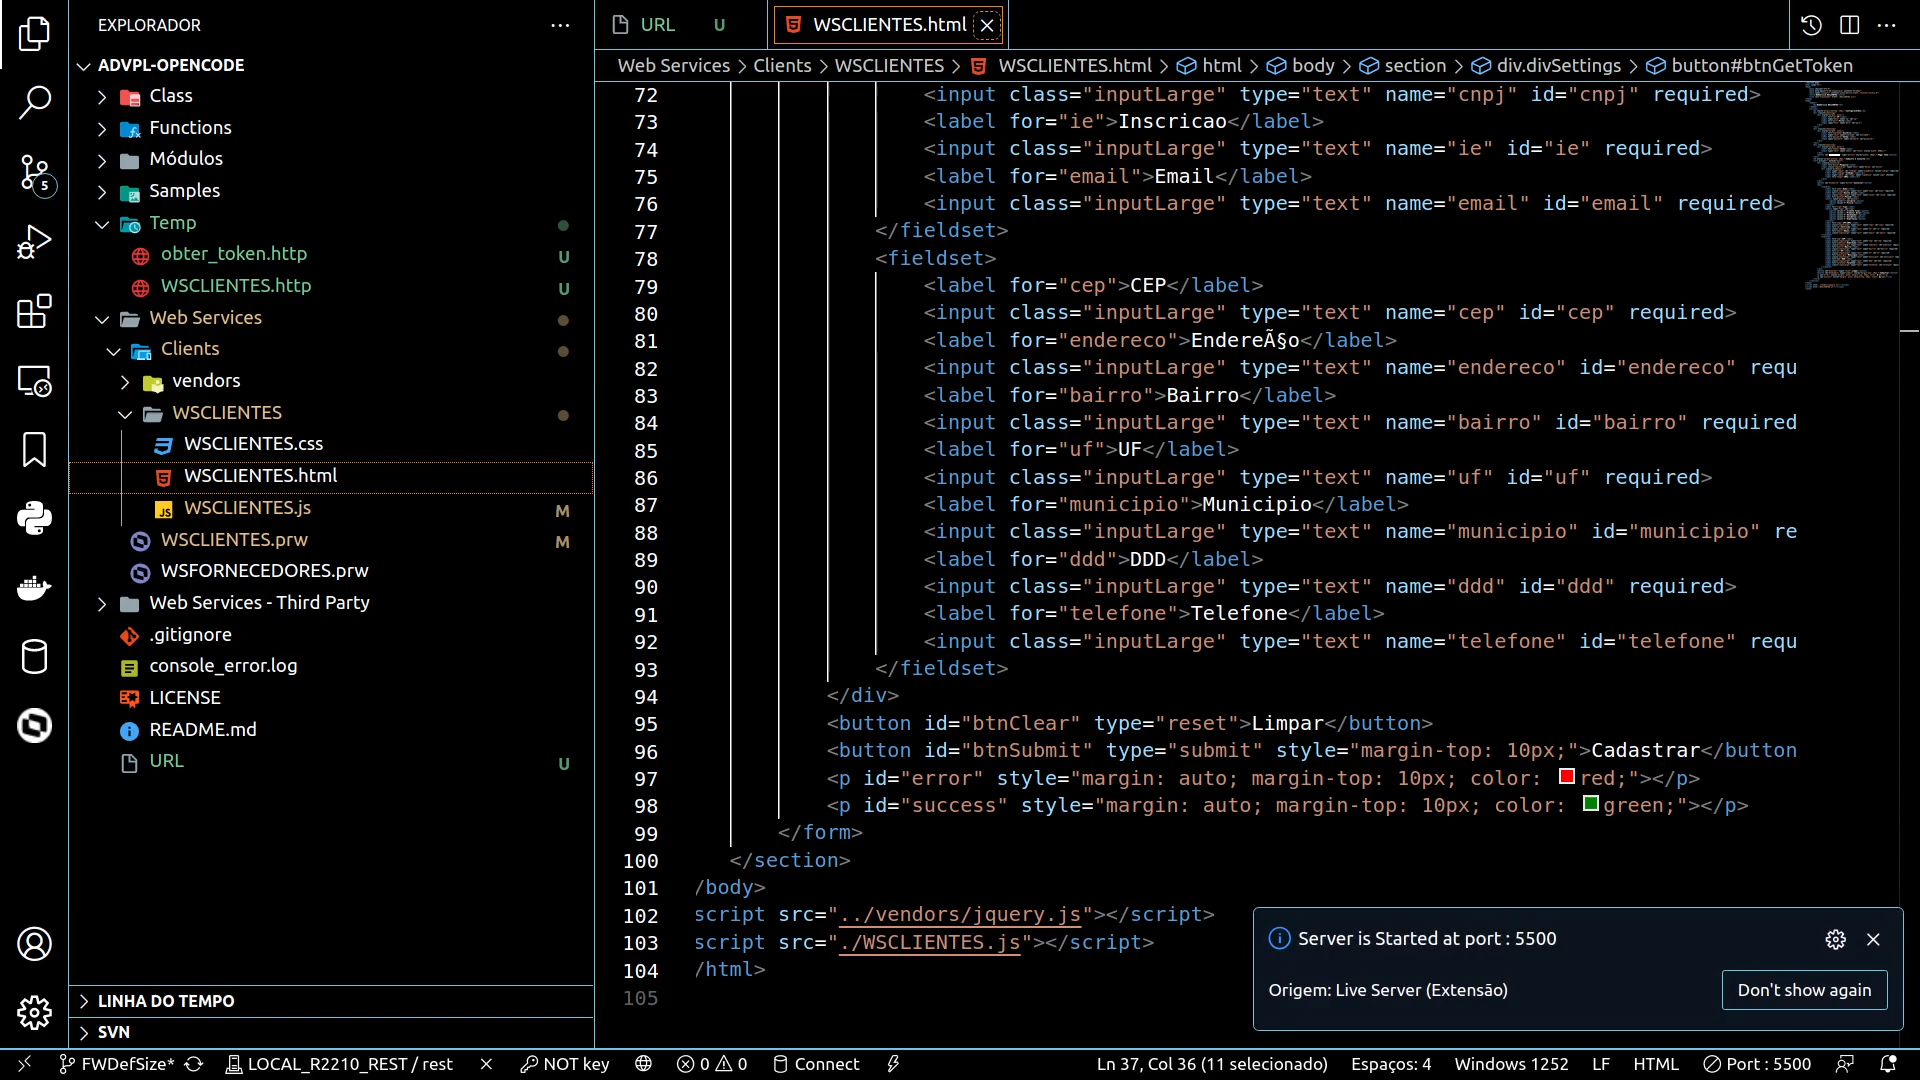 EXPLORADOR
ADVPL-OPENCODE
Class
Functions
Módulos
Samples
Temp
obter_token.http U
WSCLIENTES.http U
Web Services
Clients
vendors
WSCLIENTES
WSCLIENTES.css
WSCLIENTES.html
WSCLIENTES.js M
WSCLIENTES.prw M
WSFORNECEDORES.prw
Web Services - Third Party
.gitignore
console_error.log
LICENSE
README.md
URL U
LINHA DO TEMPO
SVN
5
URL U WSCLIENTES.html
Web Services > Clients > WSCLIENTES > WSCLIENTES.html > html > body > section > div.divSettings > button#btnGetToken
72 <input class="inputLarge" type="text" name="cnpj" id="cnpj" required>
73 <label for="ie">Inscricao</label>
74 <input class="inputLarge" type="text" name="ie" id="ie" required>
75 <label for="email">Email</label>
76 <input class="inputLarge" type="text" name="email" id="email" required>
77 </fieldset>
78 <fieldset>
79 <label for="cep">CEP</label>
80 <input class="inputLarge" type="text" name="cep" id="cep" required>
81 <label for="endereco">EndereÃ§o</label>
82 <input class="inputLarge" type="text" name="endereco" id="endereco" requ
83 <label for="bairro">Bairro</label>
84 <input class="inputLarge" type="text" name="bairro" id="bairro" required
85 <label for="uf">UF</label>
86 <input class="inputLarge" type="text" name="uf" id="uf" required>
87 <label for="municipio">Municipio</label>
88 <input class="inputLarge" type="text" name="municipio" id="municipio" re
89 <label for="ddd">DDD</label>
90 <input class="inputLarge" type="text" name="ddd" id="ddd" required>
91 <label for="telefone">Telefone</label>
92 <input class="inputLarge" type="text" name="telefone" id="telefone" requ
93 </fieldset>
94 </div>
95 <button id="btnClear" type="reset">Limpar</button>
96 <button id="btnSubmit" type="submit" style="margin-top: 10px;">Cadastrar</button
97 <p id="error" style="margin: auto; margin-top: 10px; color: red;"></p>
98 <p id="success" style="margin: auto; margin-top: 10px; color: green;"></p>
99 </form>
100 </section>
101 /body>
102 script src="../vendors/jquery.js"></script>
103 script src="./WSCLIENTES.js"></script>
104 /html>
105
Server is Started at port : 5500
Origem: Live Server (Extensão)
Don't show again
FWDefSize* LOCAL_R2210_REST / rest NOT key 0 0 Connect Ln 37, Col 36 (11 selecionado) Espaços: 4 Windows 1252 LF HTML Port : 5500